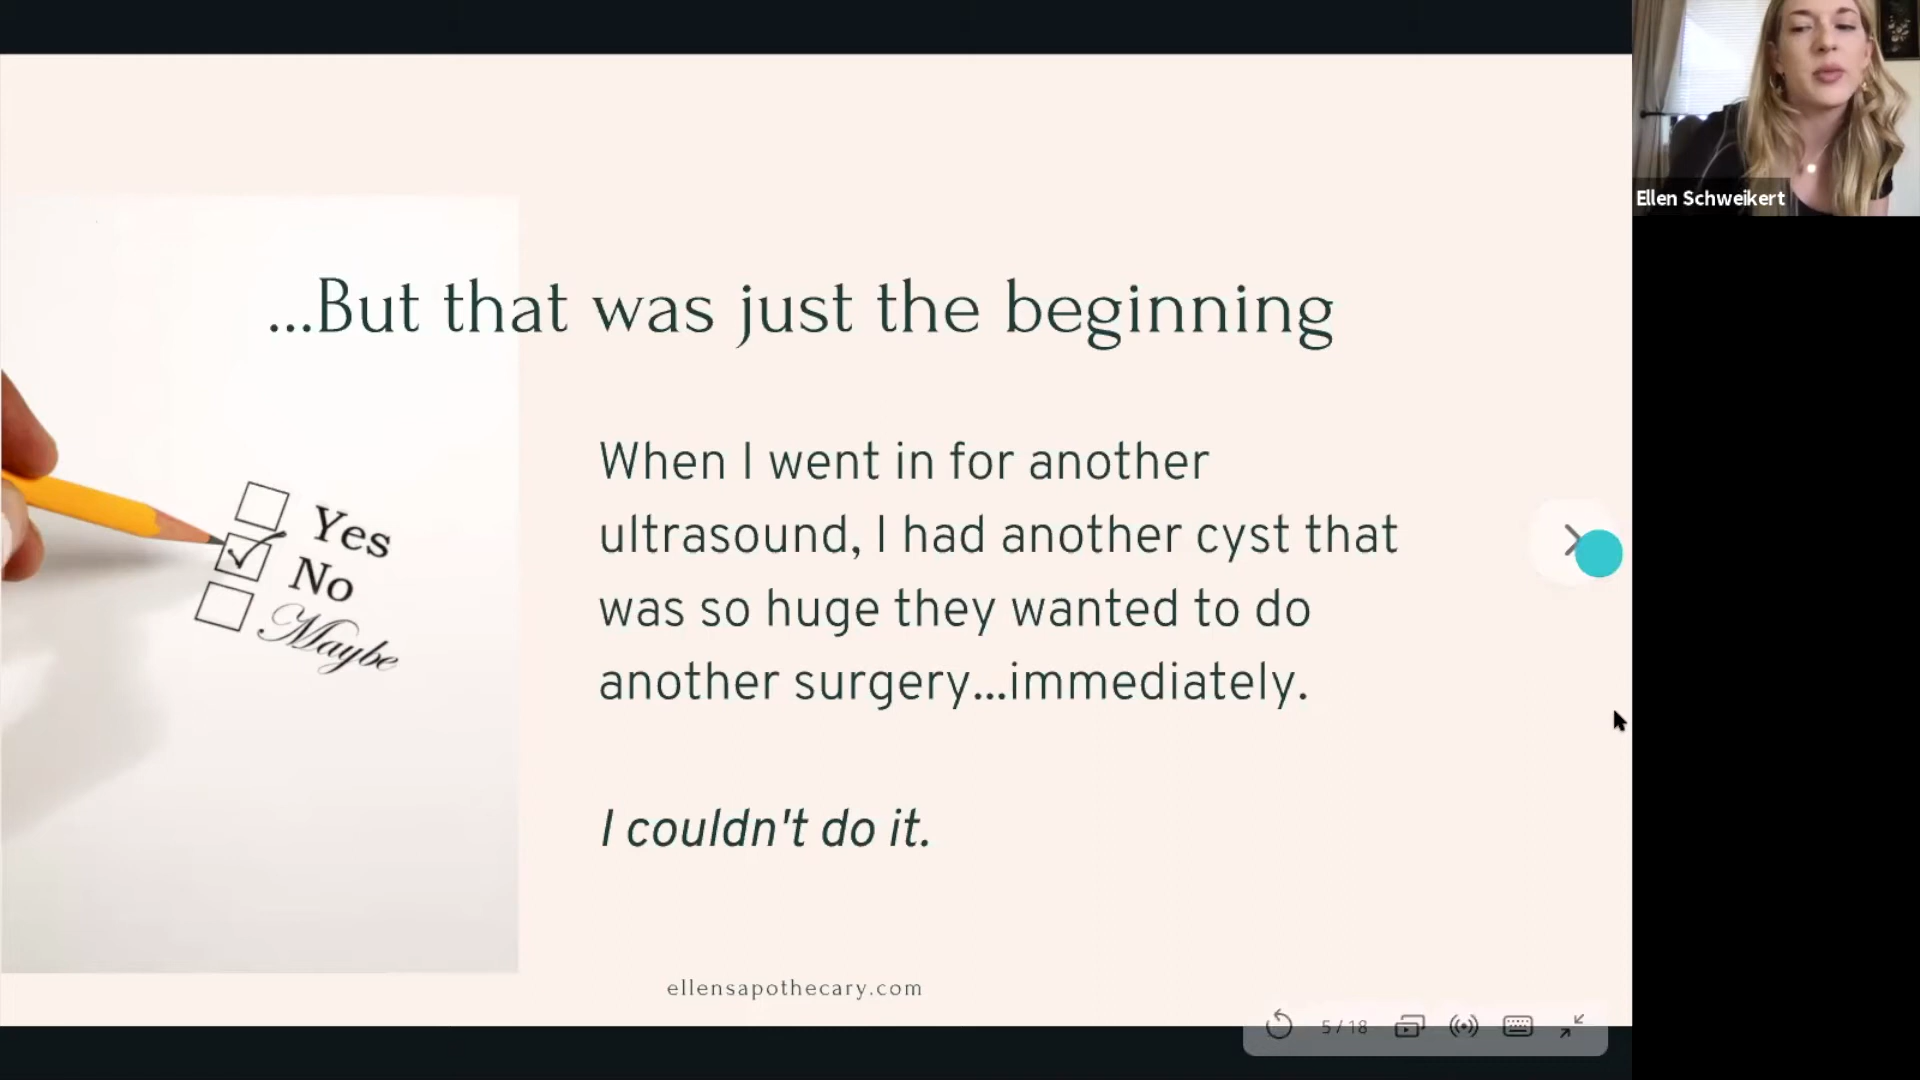 Ellen Schweikert
...But that was just the beginning
Yes
No
Maybe
When I went in for another
ultrasound, I had another cyst that
was so huge they wanted to do
another surgery...immediately.
I couldn't do it.
ellensapothecary.com
5 / 18